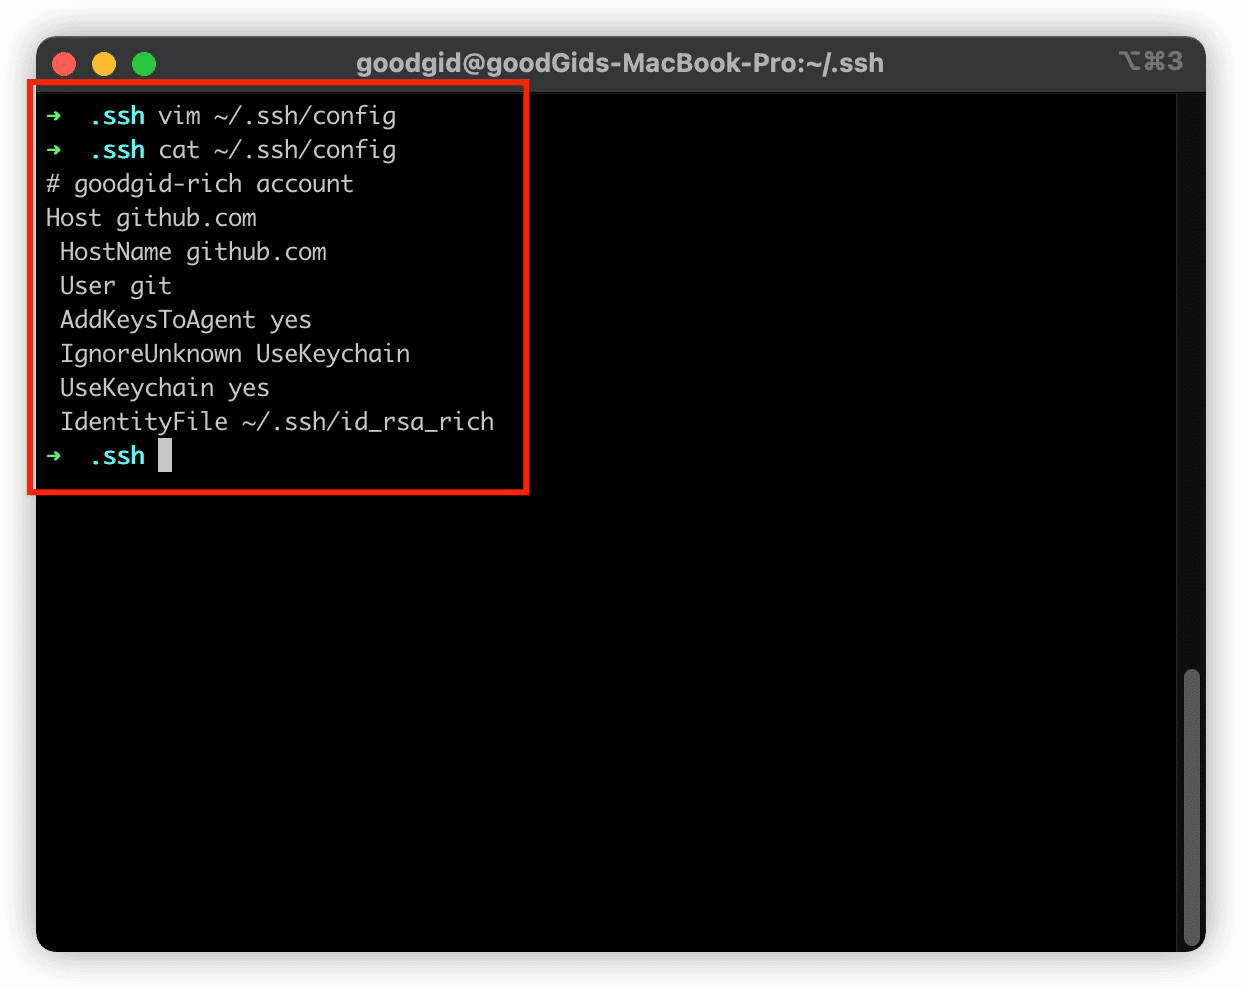 goodgid@goodGids-MacBook-Pro:~/.ssh ⌥⌘3
➜ .ssh vim ~/.ssh/config
➜ .ssh cat ~/.ssh/config
# goodgid-rich account
Host github.com
 HostName github.com
 User git
 AddKeysToAgent yes
 IgnoreUnknown UseKeychain
 UseKeychain yes
 IdentityFile ~/.ssh/id_rsa_rich
➜ .ssh